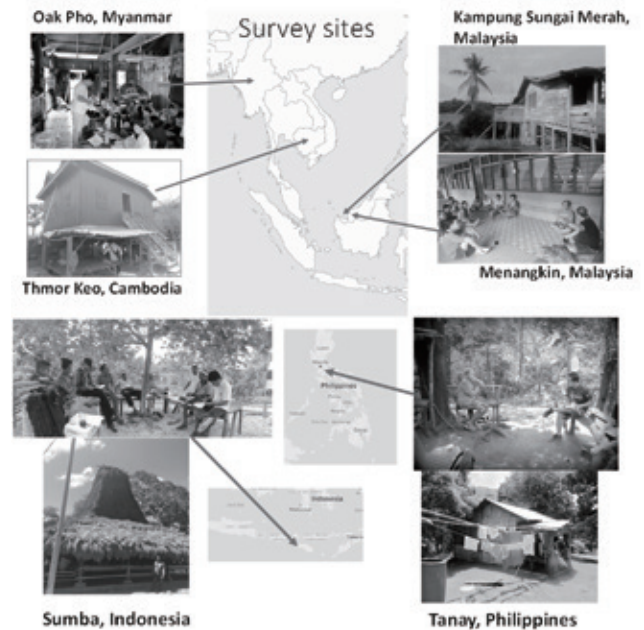 Oak Pho, Myanmar
Survey sites
Kampung Sungai Merah,
Malaysia
Thmor Keo, Cambodia
Menangkin, Malaysia
Philippines
Indonesia
Sumba, Indonesia
Tanay, Philippines